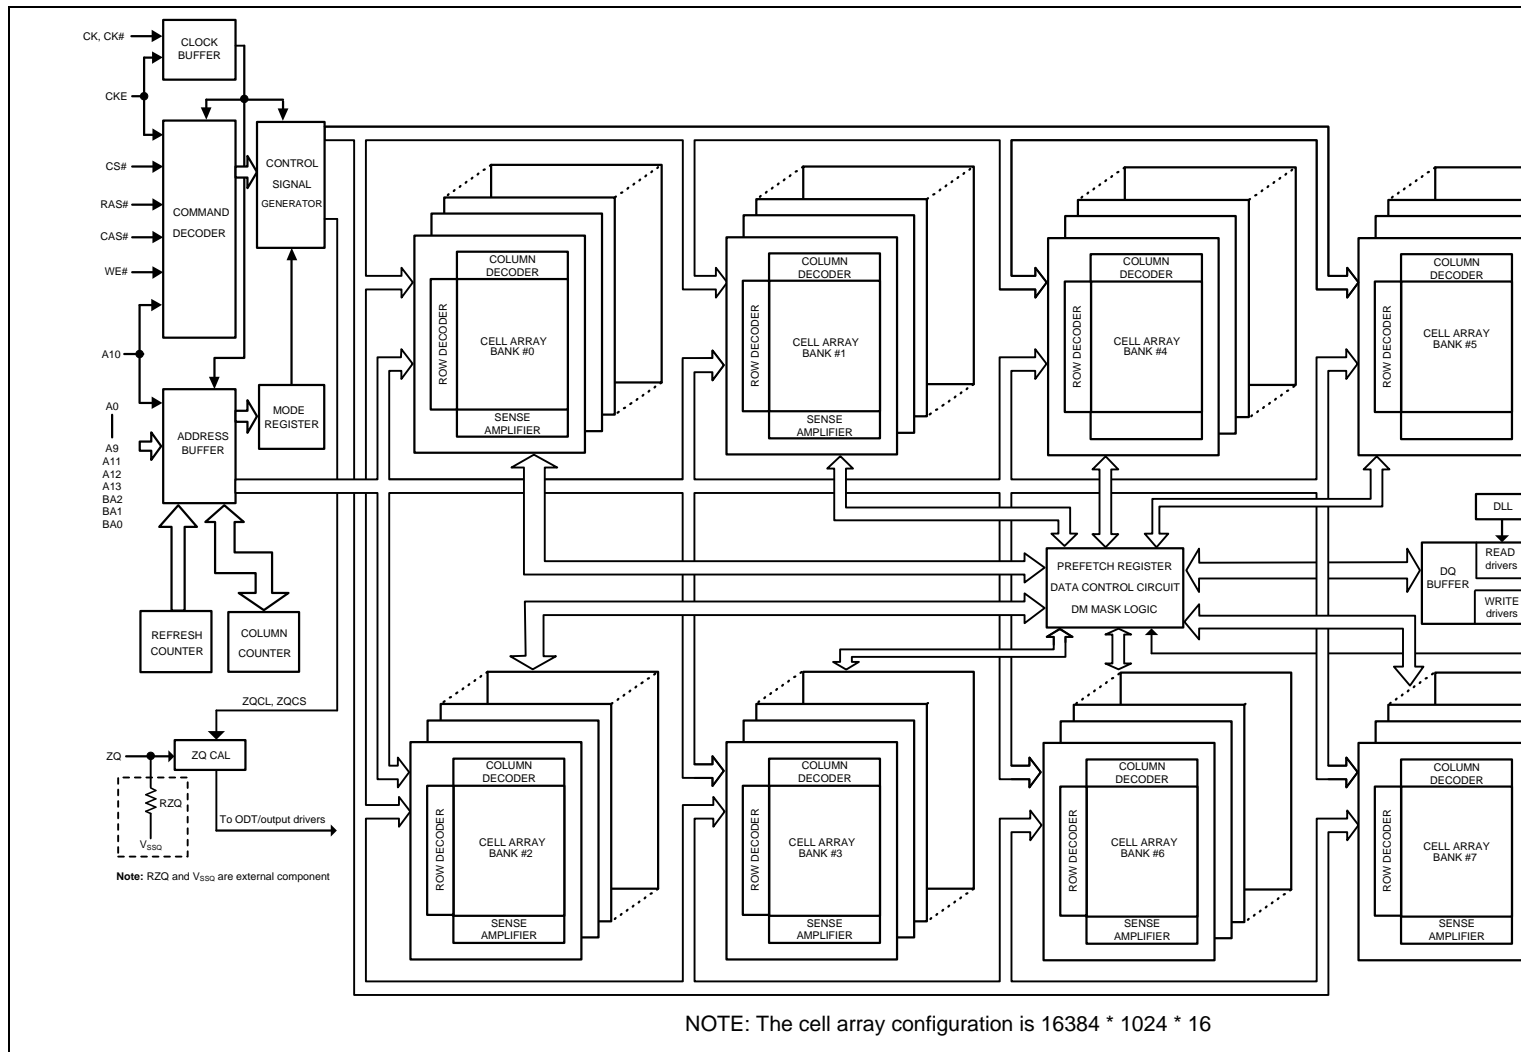 CK, CK#
CLOCK
BUFFER
CKE
CS#
RAS#
CAS#
WE#
COMMAND
DECODER
CONTROL
SIGNAL
GENERATOR
A10
A0
A9
A11
A12
A13
BA2
BA1
BA0
ADDRESS
BUFFER
MODE
REGISTER
REFRESH
COUNTER
COLUMN
COUNTER
ZQCL, ZQCS
ZQ
ZQ CAL
RZQ
VSSQ
To ODT/output drivers
Note: RZQ and VSSQ are external component
COLUMN
DECODER
ROW DECODER
CELL ARRAY
BANK #0
SENSE
AMPLIFIER
COLUMN
DECODER
ROW DECODER
CELL ARRAY
BANK #1
SENSE
AMPLIFIER
COLUMN
DECODER
ROW DECODER
CELL ARRAY
BANK #4
COLUMN
DECODER
ROW DECODER
CELL ARRAY
BANK #5
PREFETCH REGISTER
DATA CONTROL CIRCUIT
DM MASK LOGIC
DLL
DQ
BUFFER
READ
drivers
WRITE
drivers
COLUMN
DECODER
ROW DECODER
CELL ARRAY
BANK #2
SENSE
AMPLIFIER
COLUMN
DECODER
ROW DECODER
CELL ARRAY
BANK #3
SENSE
AMPLIFIER
COLUMN
DECODER
ROW DECODER
CELL ARRAY
BANK #6
SENSE
AMPLIFIER
COLUMN
DECODER
ROW DECODER
CELL ARRAY
BANK #7
SENSE
AMPLIFIER
NOTE: The cell array configuration is 16384 * 1024 * 16